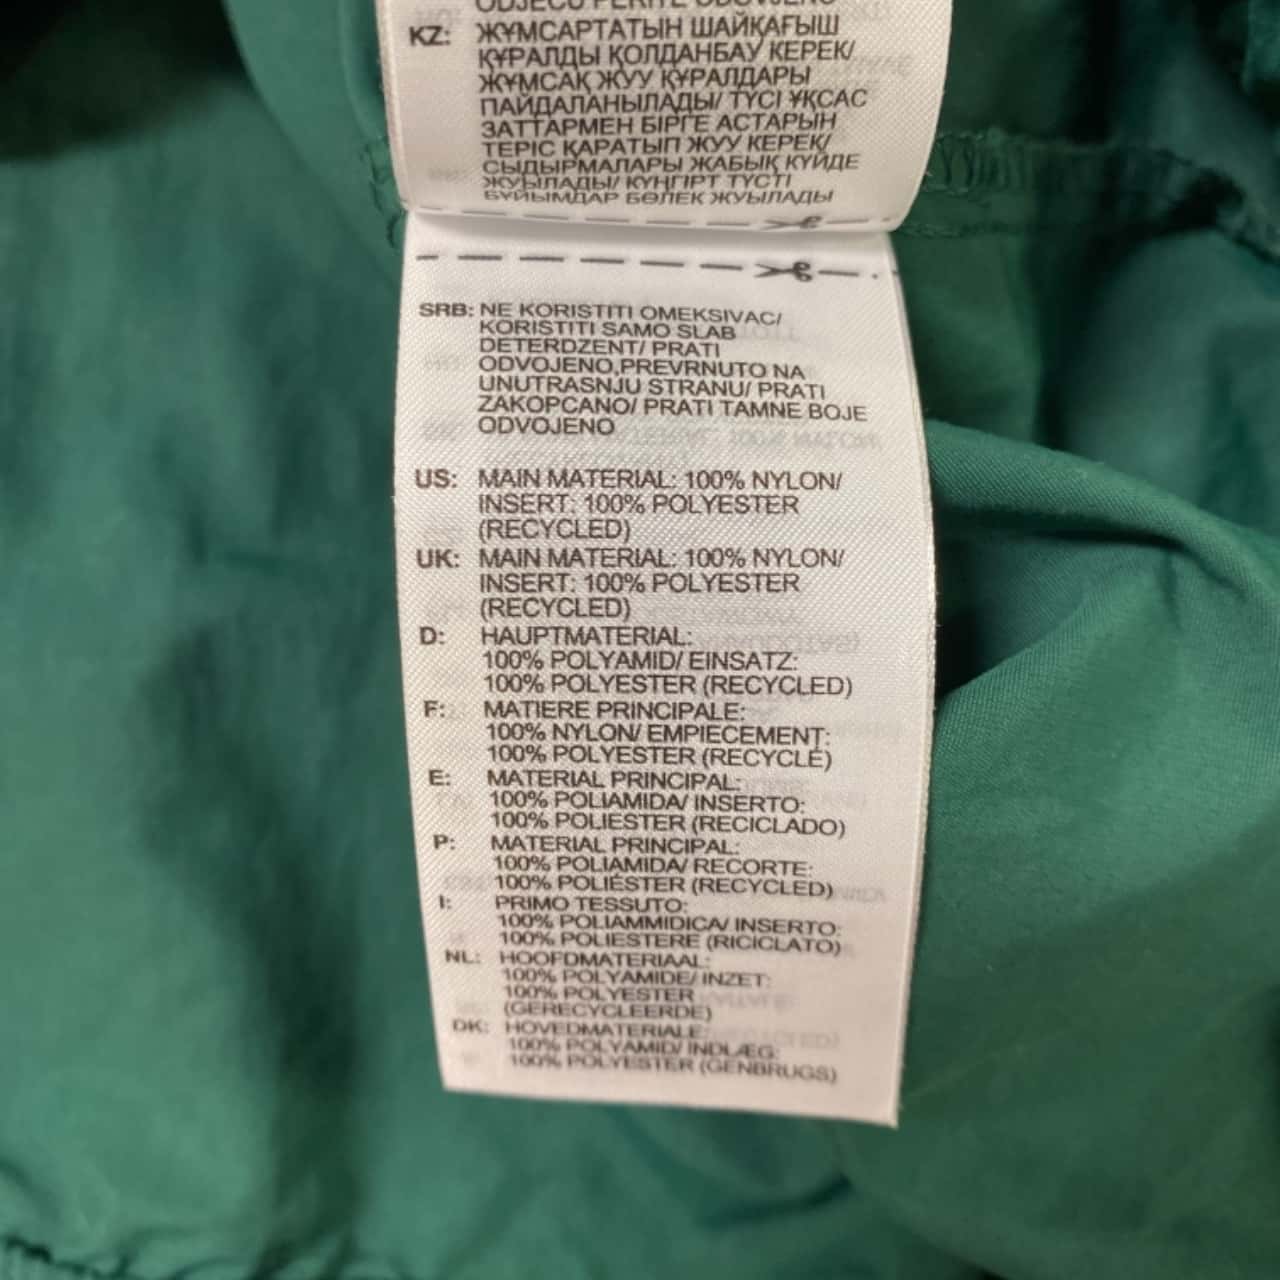 ODJECU PERITE ODVOJENO
KZ: ЖҰМСАРТАТЫН ШАЙҚАҒЫШ
ҚҰРАЛДЫ ҚОЛДАНБАУ КЕРЕК/
ЖҰМСАҚ ЖУУ ҚҰРАЛДАРЫ
ПАЙДАЛАНЫЛАДЫ/ ТҮСІ ҰҚСАС
ЗАТТАРМЕН БІРГЕ АСТАРЫН
ТЕРІС ҚАРАТЫП ЖУУ КЕРЕК/
СЫДЫРМАЛАРЫ ЖАБЫҚ КҮЙДЕ
ЖУЫЛАДЫ/ КҮҢГІРТ ТҮСТІ
БҰЙЫМДАР БӨЛЕК ЖУЫЛАДЫ
SRB: NE KORISTITI OMEKSIVAC/
KORISTITI SAMO SLAB
DETERDZENT/ PRATI
ODVOJENO,PREVRNUTO NA
UNUTRASNJU STRANU/ PRATI
ZAKOPCANO/ PRATI TAMNE BOJE
ODVOJENO
US: MAIN MATERIAL: 100% NYLON/
INSERT: 100% POLYESTER
(RECYCLED)
UK: MAIN MATERIAL: 100% NYLON/
INSERT: 100% POLYESTER
(RECYCLED)
D: HAUPTMATERIAL:
100% POLYAMID/ EINSATZ:
100% POLYESTER (RECYCLED)
F: MATIERE PRINCIPALE:
100% NYLON/ EMPIECEMENT:
100% POLYESTER (RECYCLÉ)
E: MATERIAL PRINCIPAL:
100% POLIAMIDA/ INSERTO:
100% POLIESTER (RECICLADO)
P: MATERIAL PRINCIPAL:
100% POLIAMIDA/ RECORTE:
100% POLIÉSTER (RECYCLED)
I: PRIMO TESSUTO:
100% POLIAMMIDICA/ INSERTO:
100% POLIESTERE (RICICLATO)
NL: HOOFDMATERIAAL:
100% POLYAMIDE/ INZET:
100% POLYESTER
(GERECYCLEERDE)
DK: HOVEDMATERIALE:
100% POLYAMID/ INDLÆG:
100% POLYESTER (GENBRUGS)